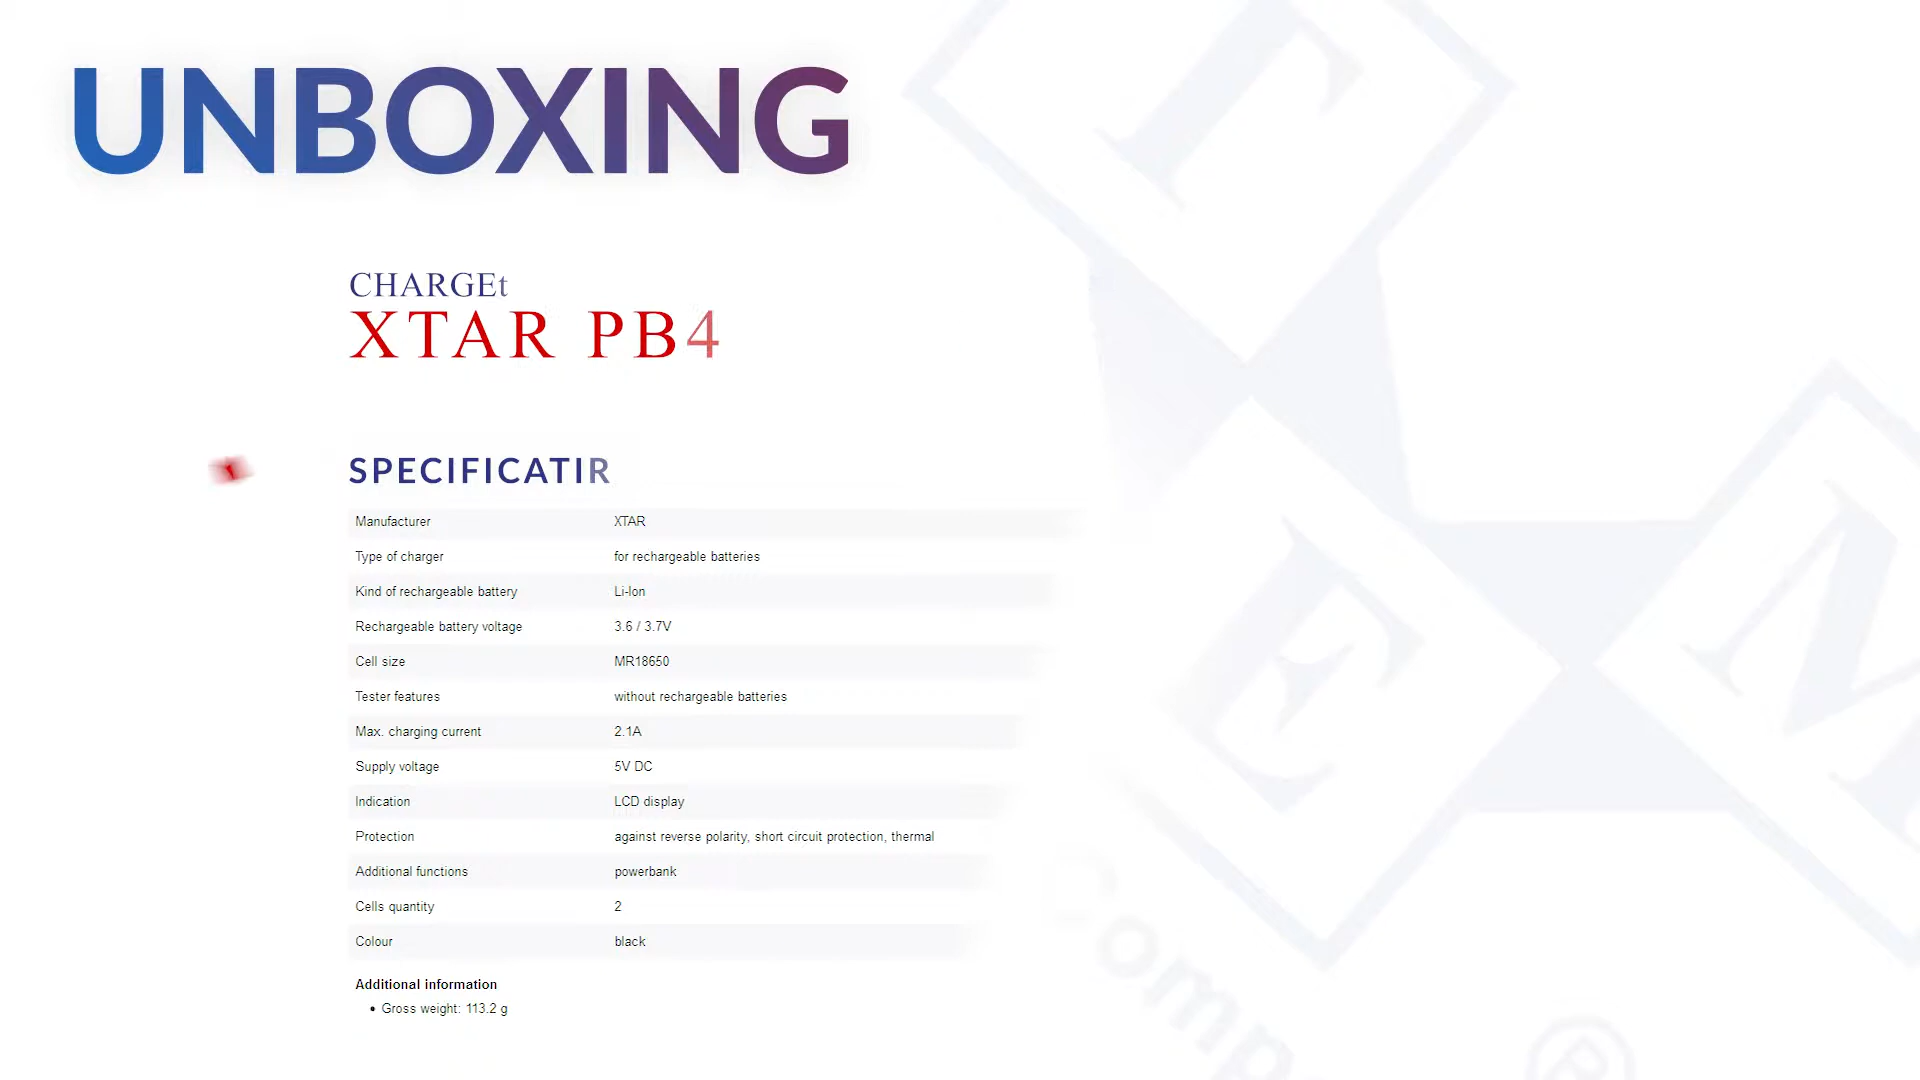 UNBOXING
CHARGEt
XTAR PB4
SPECIFICATIR
Manufacturer XTAR
Type of charger for rechargeable batteries
Kind of rechargeable battery Li-Ion
Rechargeable battery voltage 3.6 / 3.7V
Cell size MR18650
Tester features without rechargeable batteries
Max. charging current 2.1A
Supply voltage 5V DC
Indication LCD display
Protection against reverse polarity, short circuit protection, thermal
Additional functions powerbank
Cells quantity 2
Colour black
Additional information
• Gross weight: 113.2 g
T
E
M
Comp
®